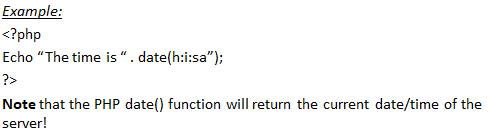 Example:
<?php
Echo “The time is “ . date(h:i:sa”);
?>
Note that the PHP date() function will return the current date/time of the
server!